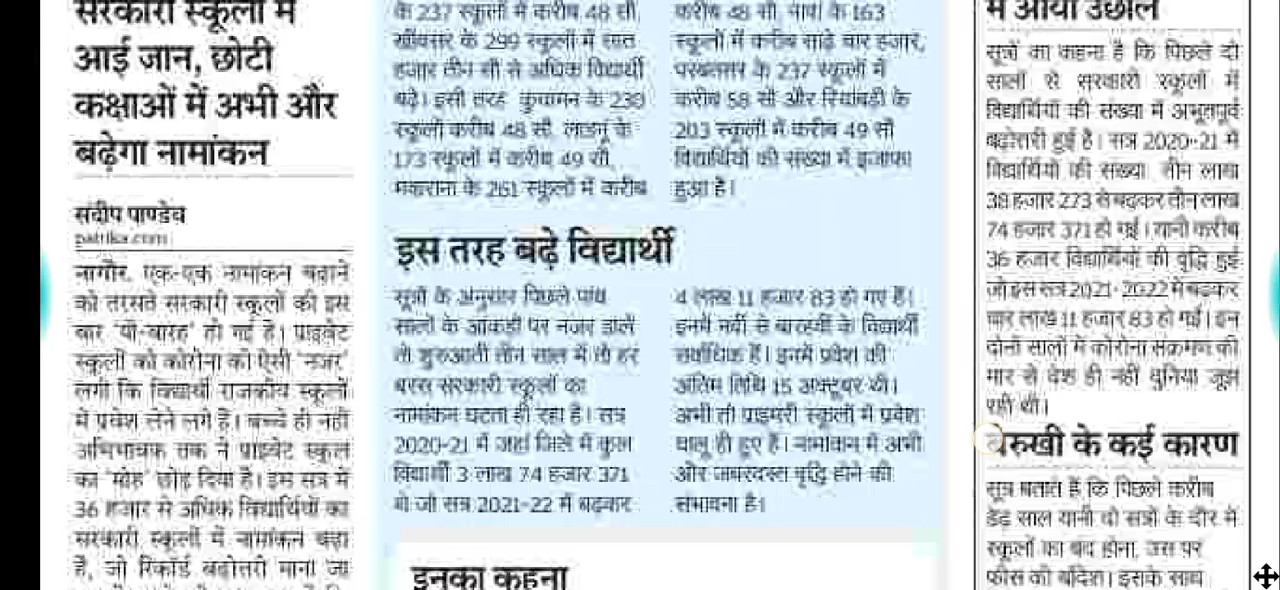 सरकारी स्कूलों में
आई जान, छोटी
कक्षाओं में अभी और
बढ़ेगा नामांकन
संदीप पाण्डेय
patrika.com
नागौर. एक-एक नामांकन बढ़ाने
को तरसते सरकारी स्कूलों की इस
बार 'पौ-बारह' हो गई है। प्राइवेट
स्कूलों को कोरोना की ऐसी 'नजर'
लगी कि विद्यार्थी राजकीय स्कूलों
में प्रवेश लेने लगे हैं। बच्चे ही नहीं
अभिभावक तक ने प्राइवेट स्कूल
का 'मोह' छोड़ दिया है। इस सत्र में
36 हजार से अधिक विद्यार्थियों का
सरकारी स्कूलों में नामांकन बढ़ा
है, जो रिकॉर्ड बढ़ोतरी माना जा
के 237 स्कूलों में करीब 48 सौ,
खींवसर के 299 स्कूलों में सात
हजार तीन सौ से अधिक विद्यार्थी
बढ़े। इसी तरह कुचामन के 239
स्कूलों करीब 48 सौ, लाडनूं के
173 स्कूलों में करीब 49 सौ,
मकराना के 261 स्कूलों में करीब
करीब 48 सौ, नावां के 163
स्कूलों में करीब साढ़े चार हजार,
परबतसर के 237 स्कूलों में
करीब 58 सौ और रियांबड़ी के
203 स्कूलों में करीब 49 सौ
विद्यार्थियों की संख्या में इजाफा
हुआ है।
इस तरह बढ़े विद्यार्थी
सूत्रों के अनुसार पिछले पांच
सालों के आंकड़ों पर नजर डालें
तो शुरुआती तीन साल में तो हर
बरस सरकारी स्कूलों का
नामांकन घटता ही रहा है। सत्र
2020-21 में जहां जिले में कुल
विद्यार्थी 3 लाख 74 हजार 371
थे जो सत्र 2021-22 में बढ़कर
4 लाख 11 हजार 83 हो गए हैं।
इनमें नवीं से बारहवीं के विद्यार्थी
सर्वाधिक हैं। इनमें प्रवेश की
अंतिम तिथि 15 अक्टूबर थी।
अभी तो प्राइमरी स्कूलों में प्रवेश
चालू ही हुए हैं। नामांकन में अभी
और जबरदस्त वृद्धि होने की
संभावना है।
इनका कहना
में आया उछाल
सूत्रों का कहना है कि पिछले दो
सालों से सरकारी स्कूलों में
विद्यार्थियों की संख्या में अभूतपूर्व
बढ़ोत्तरी हुई है। सत्र 2020-21 में
विद्यार्थियों की संख्या तीन लाख
38 हजार 273 से बढ़कर तीन लाख
74 हजार 371 हो गई। यानी करीब
36 हजार विद्यार्थियों की वृद्धि हुई
जो इस सत्र 2021-2022 में बढ़कर
चार लाख 11 हजार 83 हो गई। इन
दोनों सालों में कोरोना संक्रमण की
मार से देश ही नहीं दुनिया जूझ
रही थी।
बेरुखी के कई कारण
सूत्र बताते हैं कि पिछले करीब
डेढ़ साल यानी दो सत्रों के दौर में
स्कूलों का बंद होना, उस पर
फीस की बंदिश। इसके साथ